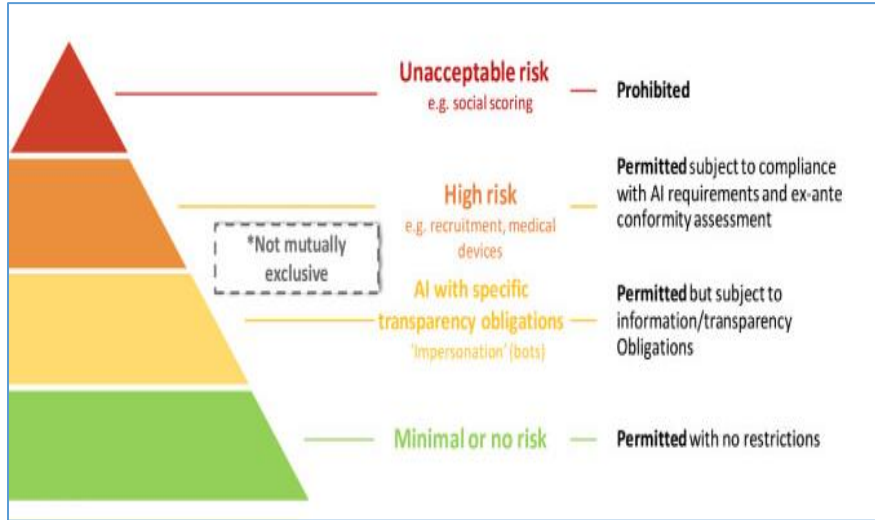 Unacceptable risk
e.g. social scoring
Prohibited
High risk
e.g. recruitment, medical
devices
Permitted subject to compliance
with AI requirements and ex-ante
conformity assessment
*Not mutually
exclusive
AI with specific
transparency obligations
'Impersonation' (bots)
Permitted but subject to
information/transparency
Obligations
Minimal or no risk
Permitted with no restrictions